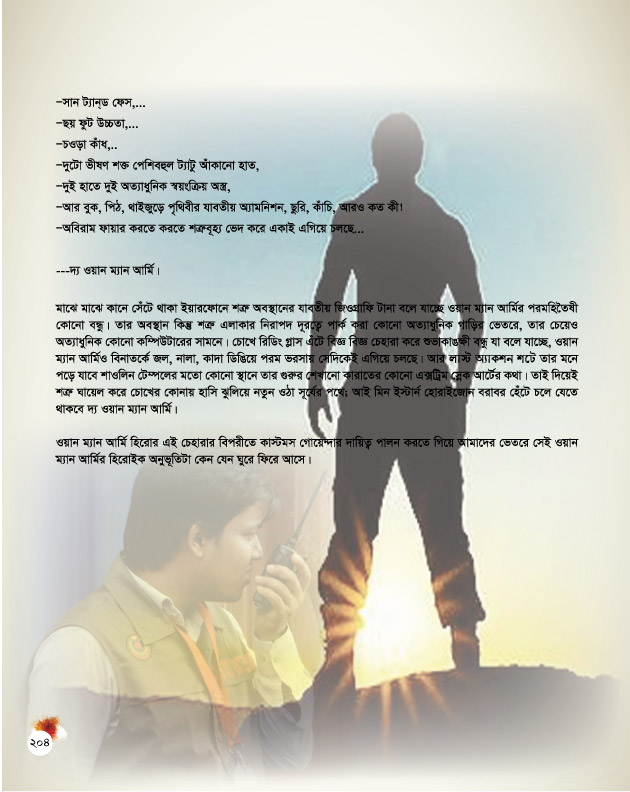 –সান ট্যান্‌ড ফেস,...
–ছয় ফুট উচ্চতা,...
–চওড়া কাঁধ,..
–দুটো ভীষণ শক্ত পেশিবহুল ট্যাটু আঁকানো হাত,
–দুই হাতে দুই অত্যাধুনিক স্বয়ংক্রিয় অস্ত্র,
–আর বুক, পিঠ, থাইজুড়ে পৃথিবীর যাবতীয় অ্যামনিশন, ছুরি, কাঁচি, আরও কত কী!
–অবিরাম ফায়ার করতে করতে শত্রুব্যূহ ভেদ করে একাই এগিয়ে চলছে...
---দ্য ওয়ান ম্যান আর্মি।
মাঝে মাঝে কানে সেঁটে থাকা ইয়ারফোনে শত্রু অবস্থানের যাবতীয় জিওগ্রাফি টানা বলে যাচ্ছে ওয়ান ম্যান আর্মির পরমহিতৈষী
কোনো বন্ধু। তার অবস্থান কিন্তু শত্রু এলাকার নিরাপদ দূরত্বে পার্ক করা কোনো অত্যাধুনিক গাড়ির ভেতরে, তার চেয়েও
অত্যাধুনিক কোনো কম্পিউটারের সামনে। চোখে রিডিং গ্লাস এঁটে বিজ্ঞ বিজ্ঞ চেহারা করে শুভাকাঙ্ক্ষী বন্ধু যা বলে যাচ্ছে, ওয়ান
ম্যান আর্মিও বিনাতর্কে জল, নালা, কাদা ডিঙিয়ে পরম ভরসায় সেদিকেই এগিয়ে চলছে। আর লাস্ট অ্যাকশন শটে তার মনে
পড়ে যাবে শাওলিন টেম্পলের মতো কোনো স্থানে তার গুরুর শেখানো কারাতের কোনো এক্সট্রিম ব্রেক আর্টের কথা। তাই দিয়েই
শত্রু ঘায়েল করে চোখের কোনায় হাসি ঝুলিয়ে নতুন ওঠা সূর্যের পথে; আই মিন ইস্টার্ন হোরাইজোন বরাবর হেঁটে চলে যেতে
থাকবে দ্য ওয়ান ম্যান আর্মি।
ওয়ান ম্যান আর্মি হিরোর এই চেহারার বিপরীতে কাস্টমস গোয়েন্দার দায়িত্ব পালন করতে গিয়ে আমাদের ভেতরে সেই ওয়ান
ম্যান আর্মির হিরোইক অনুভূতিটা কেন যেন ঘুরে ফিরে আসে।
২০৪